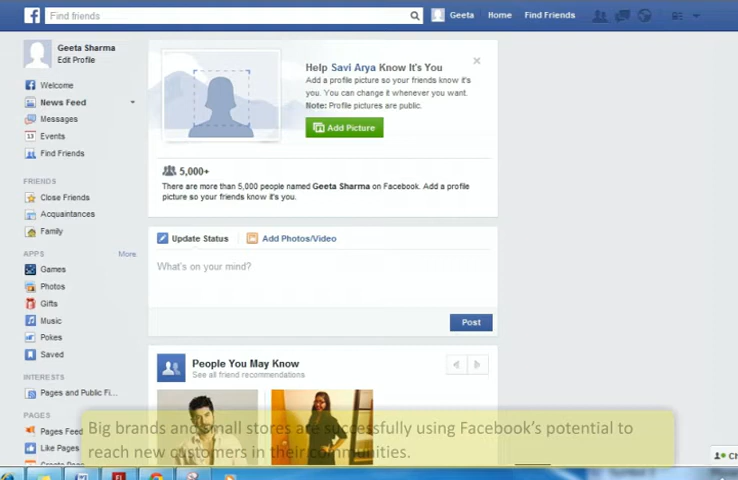 Find friends
Geeta Home Find Friends
Geeta Sharma
Edit Profile
Welcome
News Feed
Messages
13 Events
Find Friends
FRIENDS
Close Friends
Acquaintances
Family
APPS More
Games
Photos
Gifts
Music
Pokes
Saved
INTERESTS
Pages and Public Fi...
PAGES
Pages Feed
Like Pages
Help Savi Arya Know It's You
Add a profile picture so your friends know it's
you. You can change it whenever you want.
Note: Profile pictures are public.
Add Picture
5,000+
There are more than 5,000 people named Geeta Sharma on Facebook. Add a profile
picture so your friends know it's you.
Update Status Add Photos/Video
What's on your mind?
Post
People You May Know
See all friend recommendations
Big brands and small stores are successfully using Facebook's potential to
reach new customers in their communities.